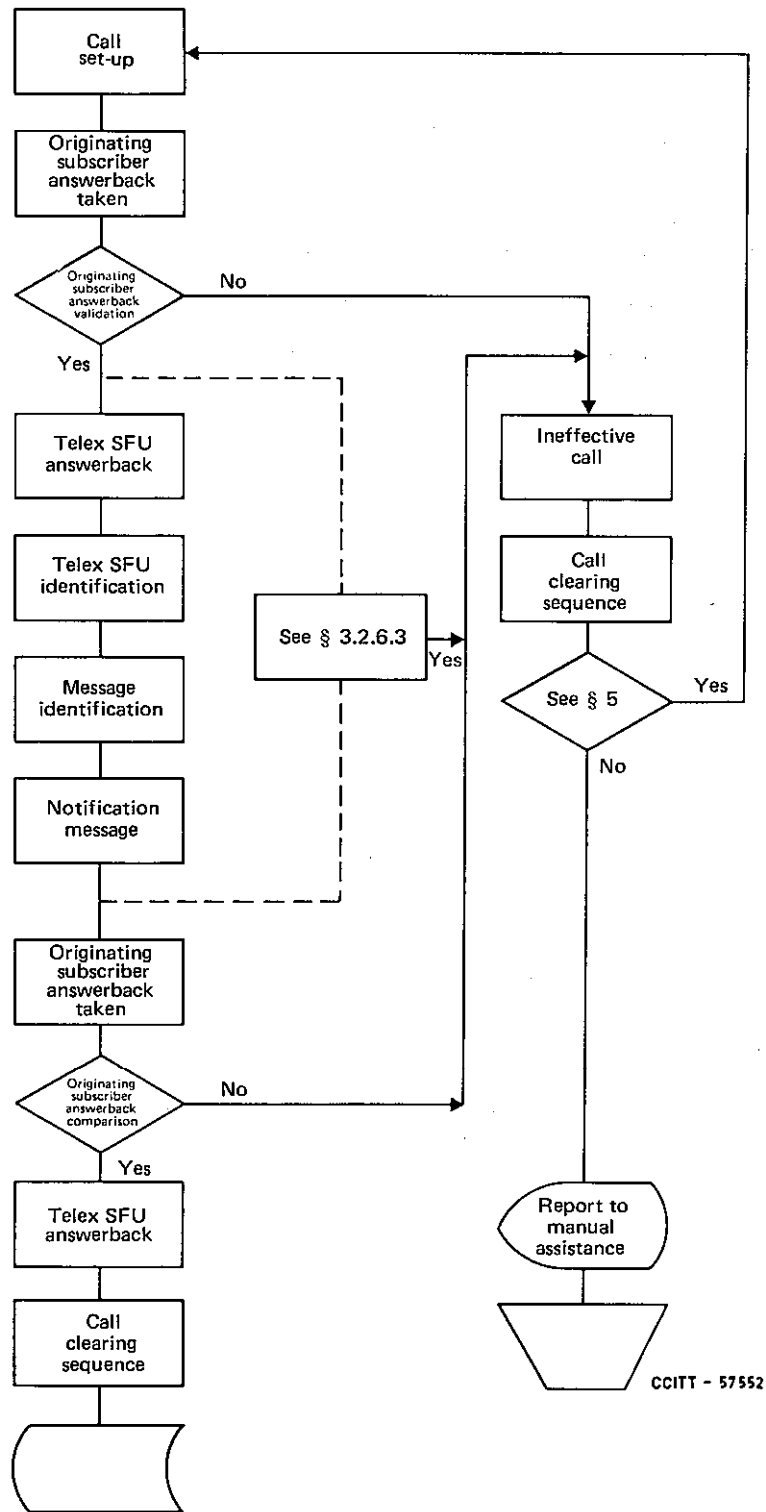 Call
set-up
Originating
subscriber
answerback
taken
Originating
subscriber
answerback
validation
No
Yes
Telex SFU
answerback
Telex SFU
identification
Message
identification
Notification
message
See § 3.2.6.3
Yes
Ineffective
call
Call
clearing
sequence
See § 5
Yes
No
Originating
subscriber
answerback
taken
Originating
subscriber
answerback
comparison
No
Yes
Telex SFU
answerback
Call
clearing
sequence
Report to
manual
assistance
CCITT - 57552